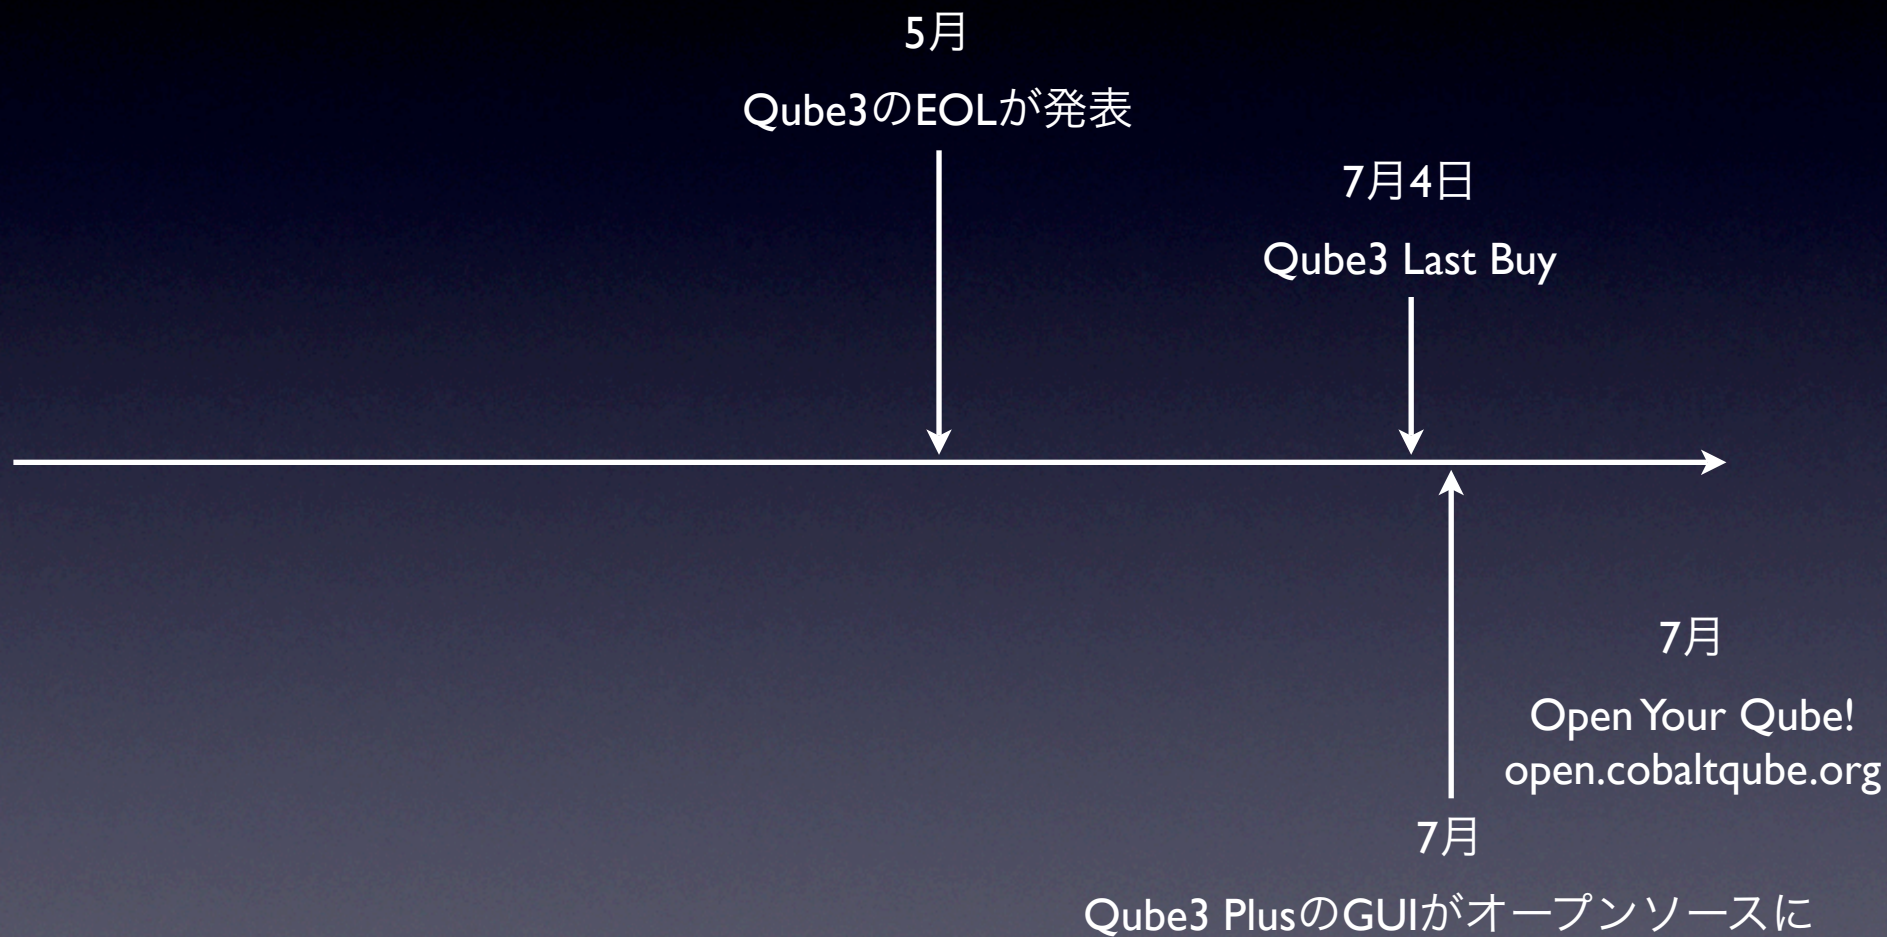 5月
Qube3のEOLが発表
7月4日
Qube3 Last Buy
7月
Open Your Qube!
open.cobaltqube.org
7月
Qube3 PlusのGUIがオープンソースに